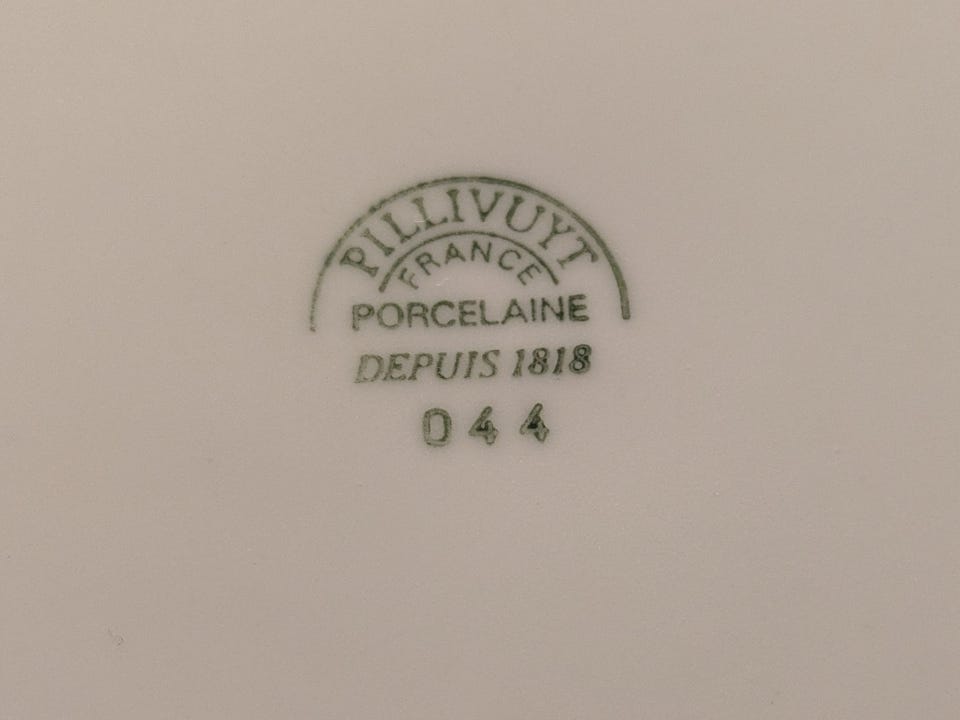 PILLIVUYT
FRANCE
PORCELAINE
DEPUIS 1818
044